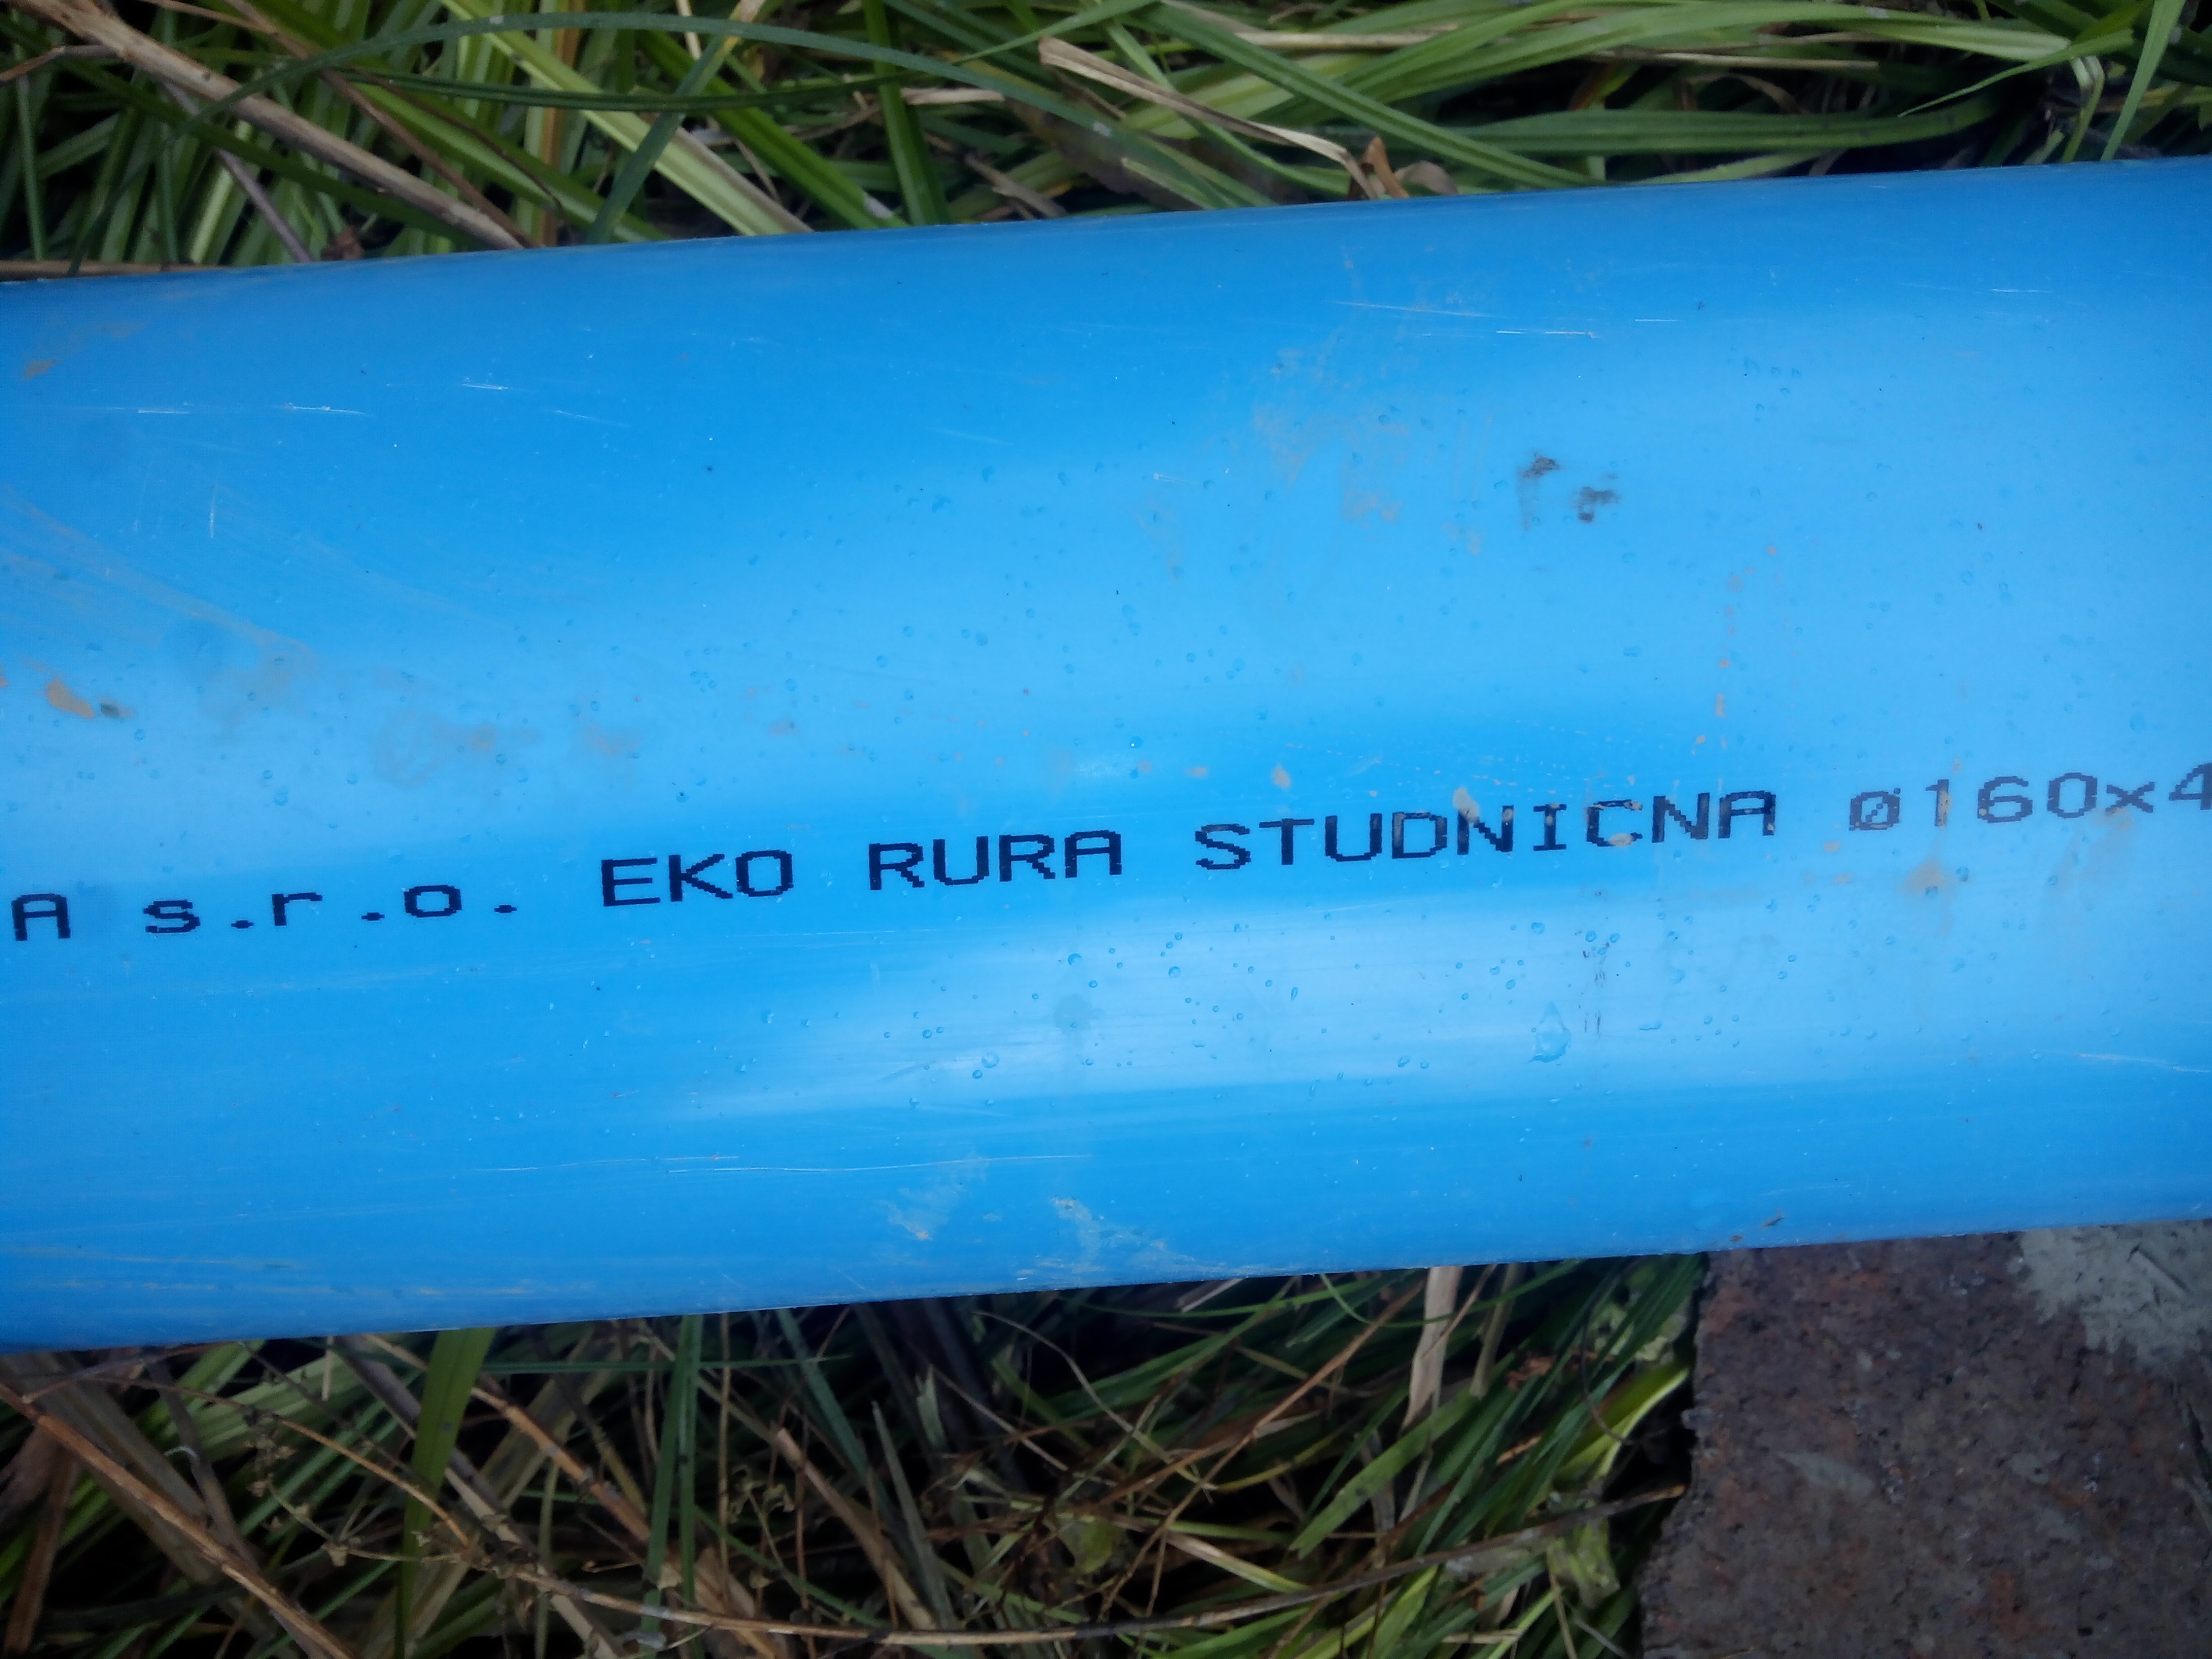 A s.r.o. EKO RURA STUDNICNA Ø160x4